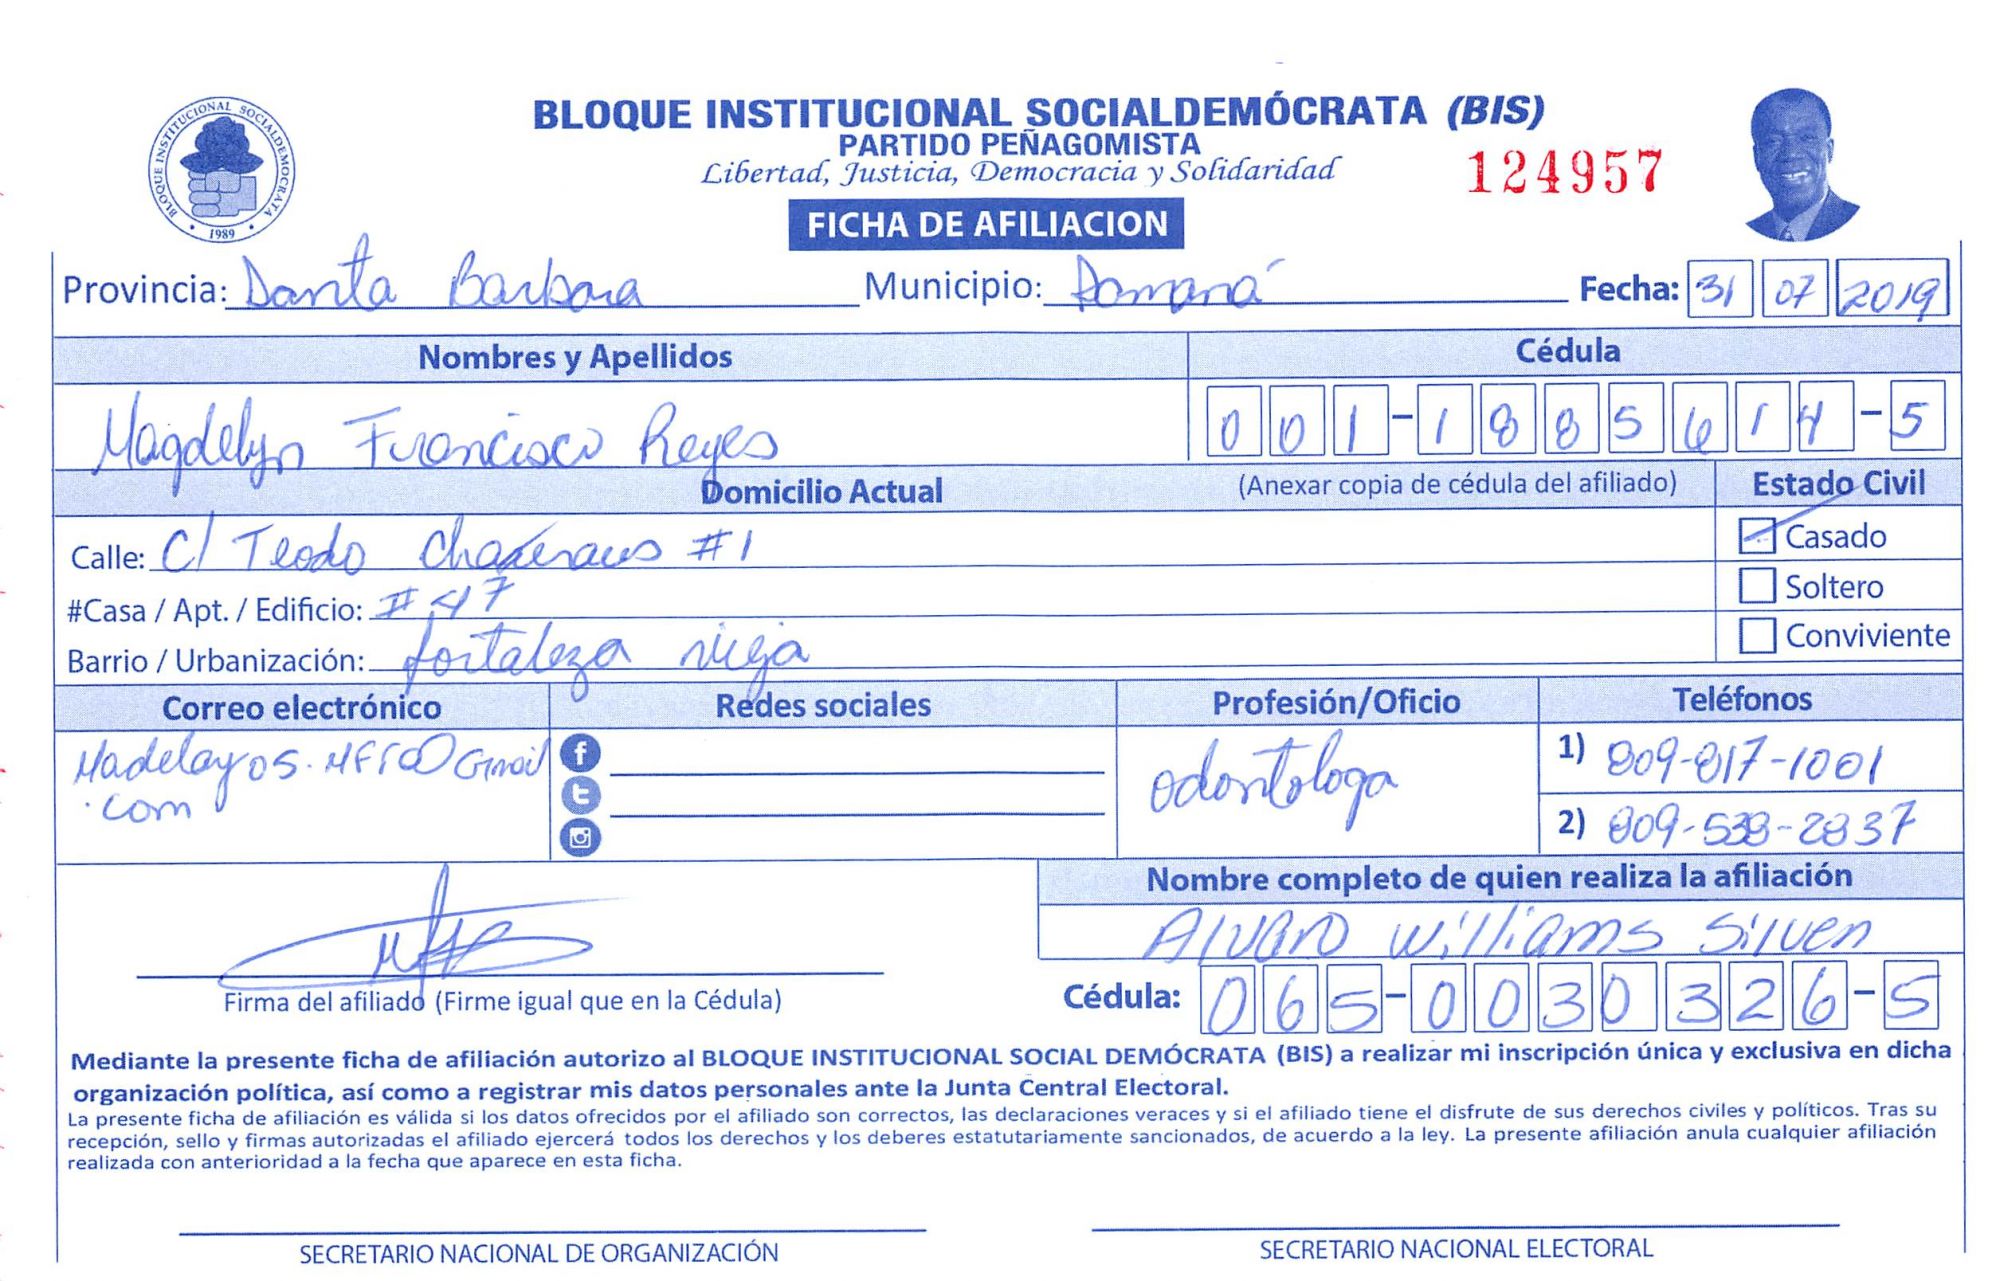 BLOQUE INSTITUCIONAL SOCIALDEMÓCRATA (BIS)
PARTIDO PEÑAGOMISTA
Libertad, Justicia, Democracia y Solidaridad
124957
BLOQUE INSTITUCIONAL SOCIALDEMOCRATA
1989
FICHA DE AFILIACION
Provincia: Santa Barbara Municipio: Samaná Fecha: 31 07 2019
Nombres y Apellidos Cédula
Magdelyn Francisco Reyes 001-1885614-5
Domicilio Actual (Anexar copia de cédula del afiliado) Estado Civil
Calle: C/ Teodo #1 Casado
#Casa / Apt. / Edificio: #47 Soltero
Barrio / Urbanización: fortaleza vieja Conviviente
Correo electrónico Redes sociales Profesión/Oficio Teléfonos
odontologa 1) 809-817-1001
.com 2) 809-538-2837
Nombre completo de quien realiza la afiliación
Alvaro Williams Silven
Firma del afiliado (Firme igual que en la Cédula) Cédula: 065-0030326-5
Mediante la presente ficha de afiliación autorizo al BLOQUE INSTITUCIONAL SOCIAL DEMÓCRATA (BIS) a realizar mi inscripción única y exclusiva en dicha
organización política, así como a registrar mis datos personales ante la Junta Central Electoral.
La presente ficha de afiliación es válida si los datos ofrecidos por el afiliado son correctos, las declaraciones veraces y si el afiliado tiene el disfrute de sus derechos civiles y políticos. Tras su
recepción, sello y firmas autorizadas el afiliado ejercerá todos los derechos y los deberes estatutariamente sancionados, de acuerdo a la ley. La presente afiliación anula cualquier afiliación
realizada con anterioridad a la fecha que aparece en esta ficha.
SECRETARIO NACIONAL DE ORGANIZACIÓN SECRETARIO NACIONAL ELECTORAL